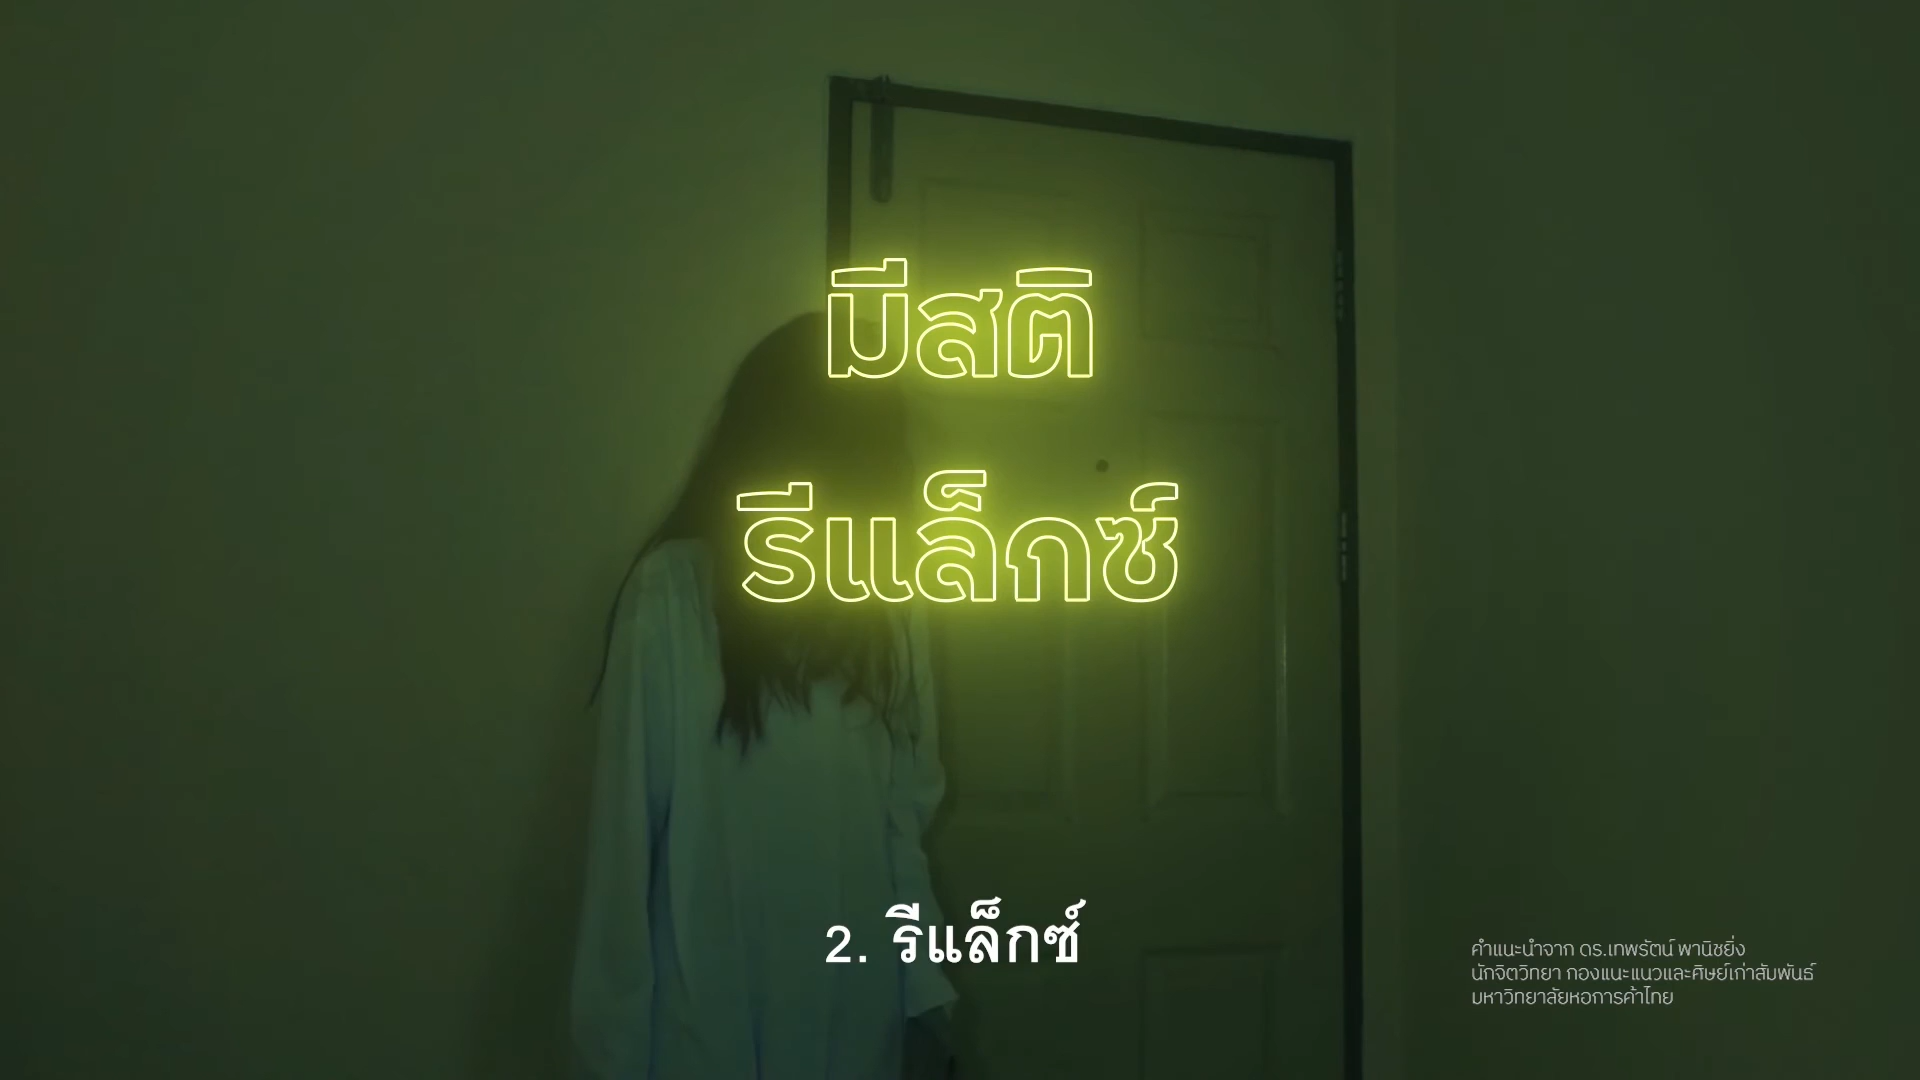 มีสติ
รีแล็กซ์
2. รีแล็กซ์
คำแนะนำจาก ดร.เทพรัตน์ พานิชยิ่ง
นักจิตวิทยา กองแนะแนวและศิษย์เก่าสัมพันธ์
มหาวิทยาลัยหอการค้าไทย